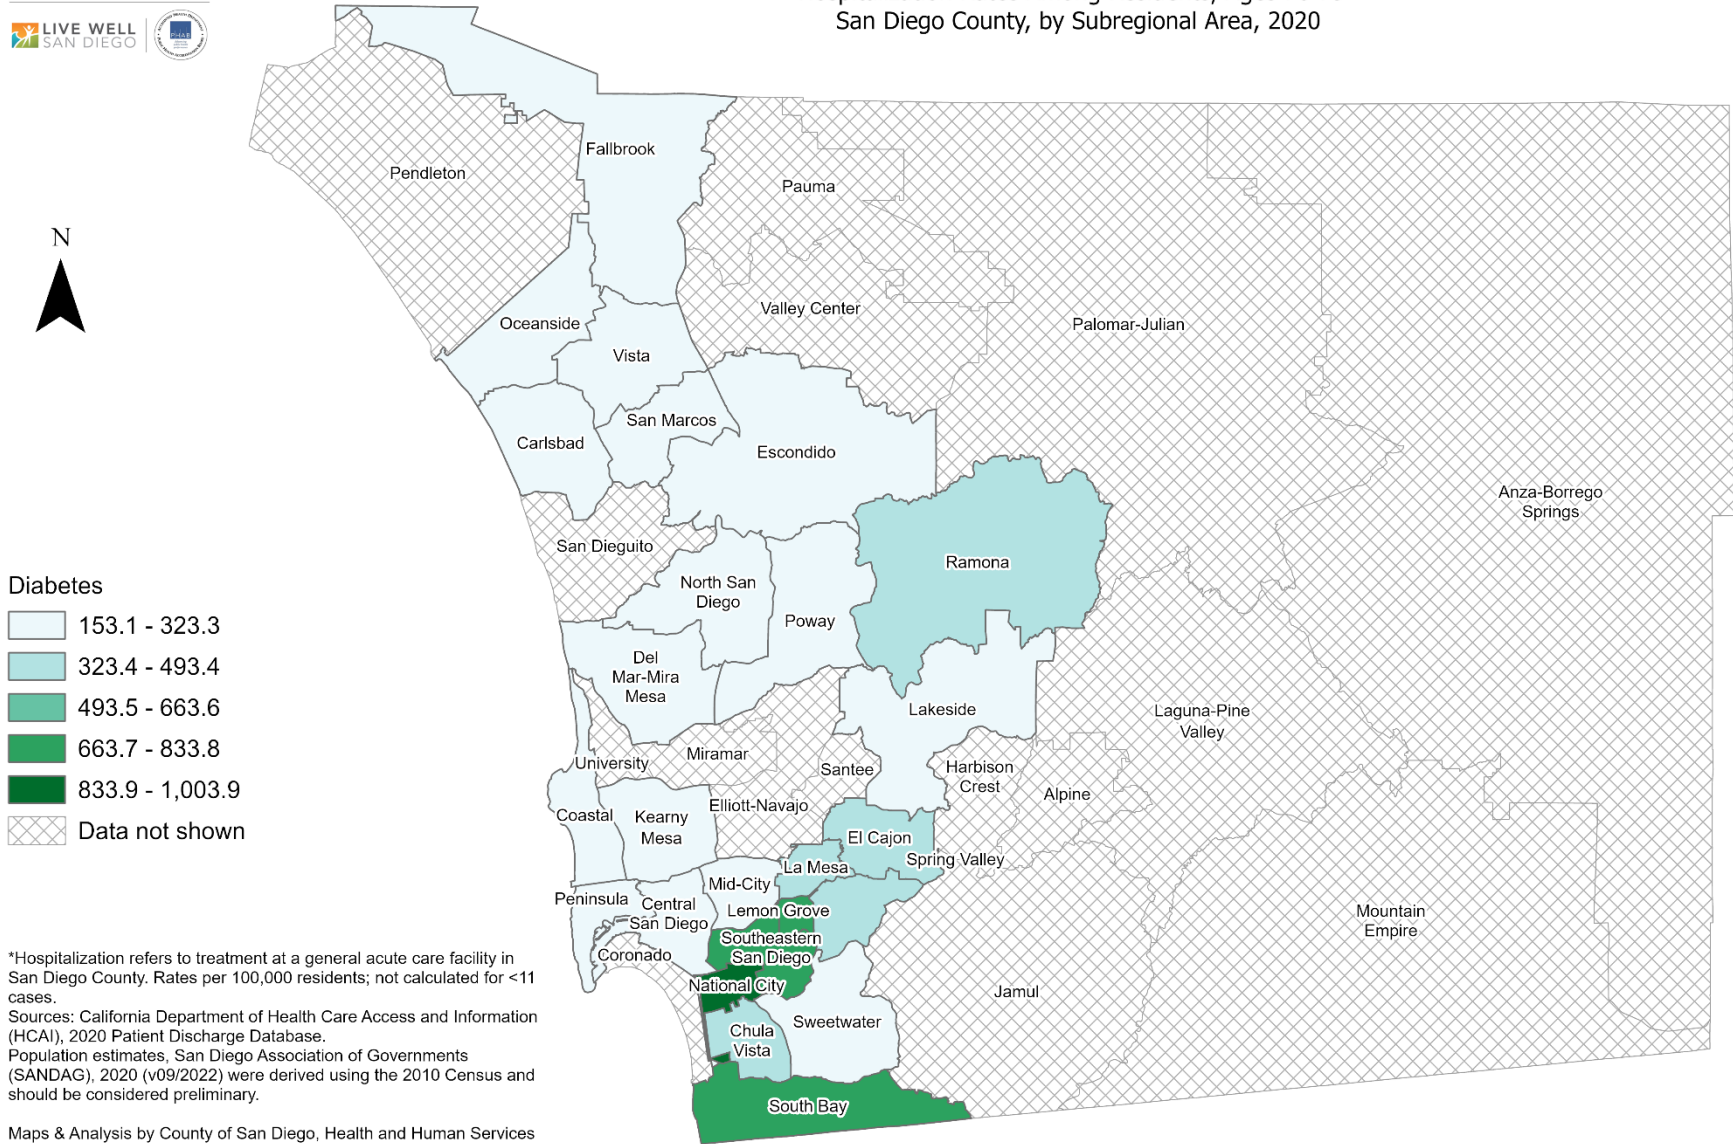 San Diego County, by Subregional Area, 2020
LIVE WELL
SAN DIEGO
PHAB
N
Fallbrook
Pendleton
Pauma
Valley Center
Oceanside
Palomar-Julian
Vista
San Marcos
Carlsbad
Escondido
Anza-Borrego
Springs
San Dieguito
Ramona
North San
Diego
Poway
Del
Mar-Mira
Mesa
Lakeside
Laguna-Pine
Valley
Miramar
University
Santee
Harbison
Crest
Alpine
Elliott-Navajo
Coastal
Kearny
Mesa
El Cajon
Spring Valley
La Mesa
Mid-City
Peninsula
Central
San Diego
Lemon Grove
Mountain
Empire
Southeastern
San Diego
Coronado
National City
Jamul
Sweetwater
Chula
Vista
South Bay
Diabetes
153.1 - 323.3
323.4 - 493.4
493.5 - 663.6
663.7 - 833.8
833.9 - 1,003.9
Data not shown
*Hospitalization refers to treatment at a general acute care facility in
San Diego County. Rates per 100,000 residents; not calculated for <11
cases.
Sources: California Department of Health Care Access and Information
(HCAI), 2020 Patient Discharge Database.
Population estimates, San Diego Association of Governments
(SANDAG), 2020 (v09/2022) were derived using the 2010 Census and
should be considered preliminary.
Maps & Analysis by County of San Diego, Health and Human Services